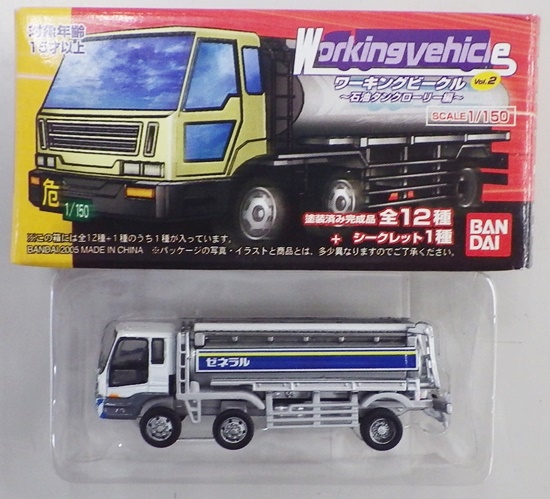 対象年齢
15才以上
Workingvehicle
ワーキングビークル Vol.2
〜石油タンクローリー編〜
SCALE 1/150
危
1/150
塗装済み完成品 全12種
+ シークレット1種
BAN
DAI
※この箱には全12種+1種のうち1種が入っています。
BANDAI 2005 MADE IN CHINA ※パッケージの写真・イラストと商品とは、多少異なりますのでご了承ください。
ゼネラル